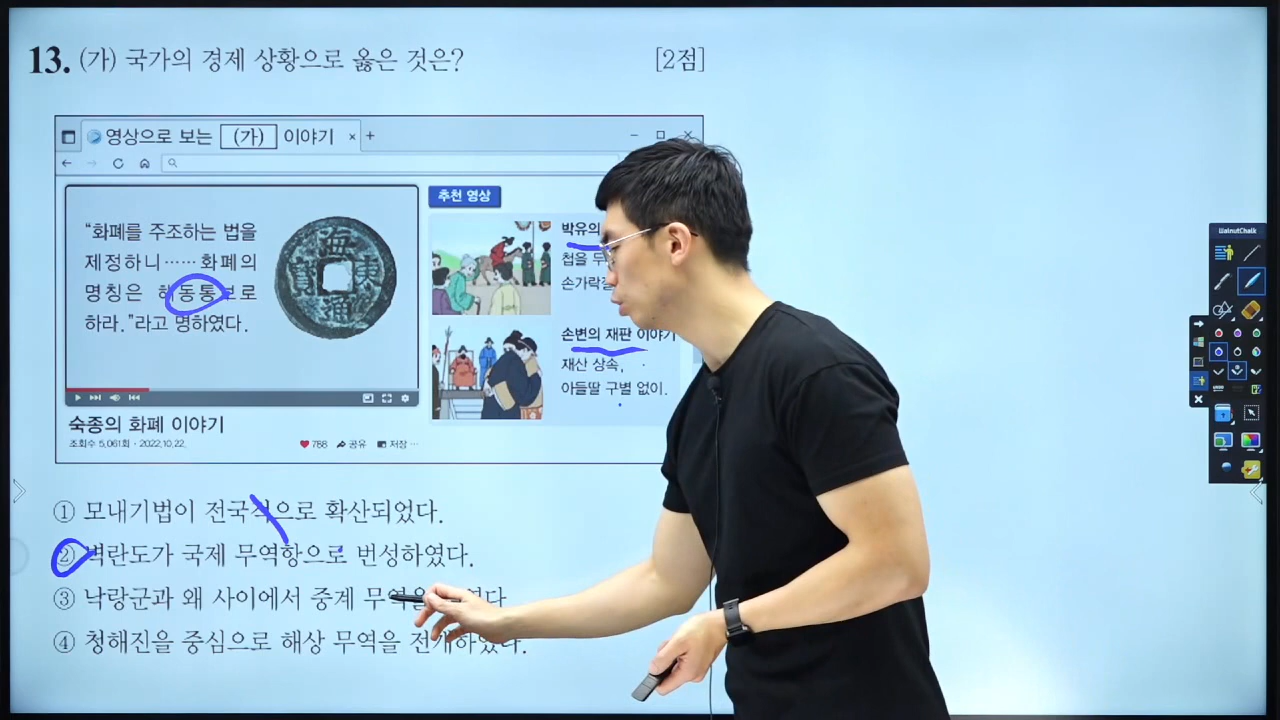 13. (가) 국가의 경제 상황으로 옳은 것은? [2점]
영상으로 보는 (가) 이야기
"화폐를 주조하는 법을
제정하니……화폐의
명칭은 해동통보로
하라."라고 명하였다.
海
東
通
寶
숙종의 화폐 이야기
조회수 5,061회 · 2022.10.22.
788 공유 저장 ···
추천 영상
박유의
첩을
손가락
손변의 재판 이야기
재산 상속,
아들딸 구별 없이.
① 모내기법이 전국적으로 확산되었다.
② 벽란도가 국제 무역항으로 번성하였다.
③ 낙랑군과 왜 사이에서 중계
④ 청해진을 중심으로 해상 무역을 전개하였다.
WalnutChalk